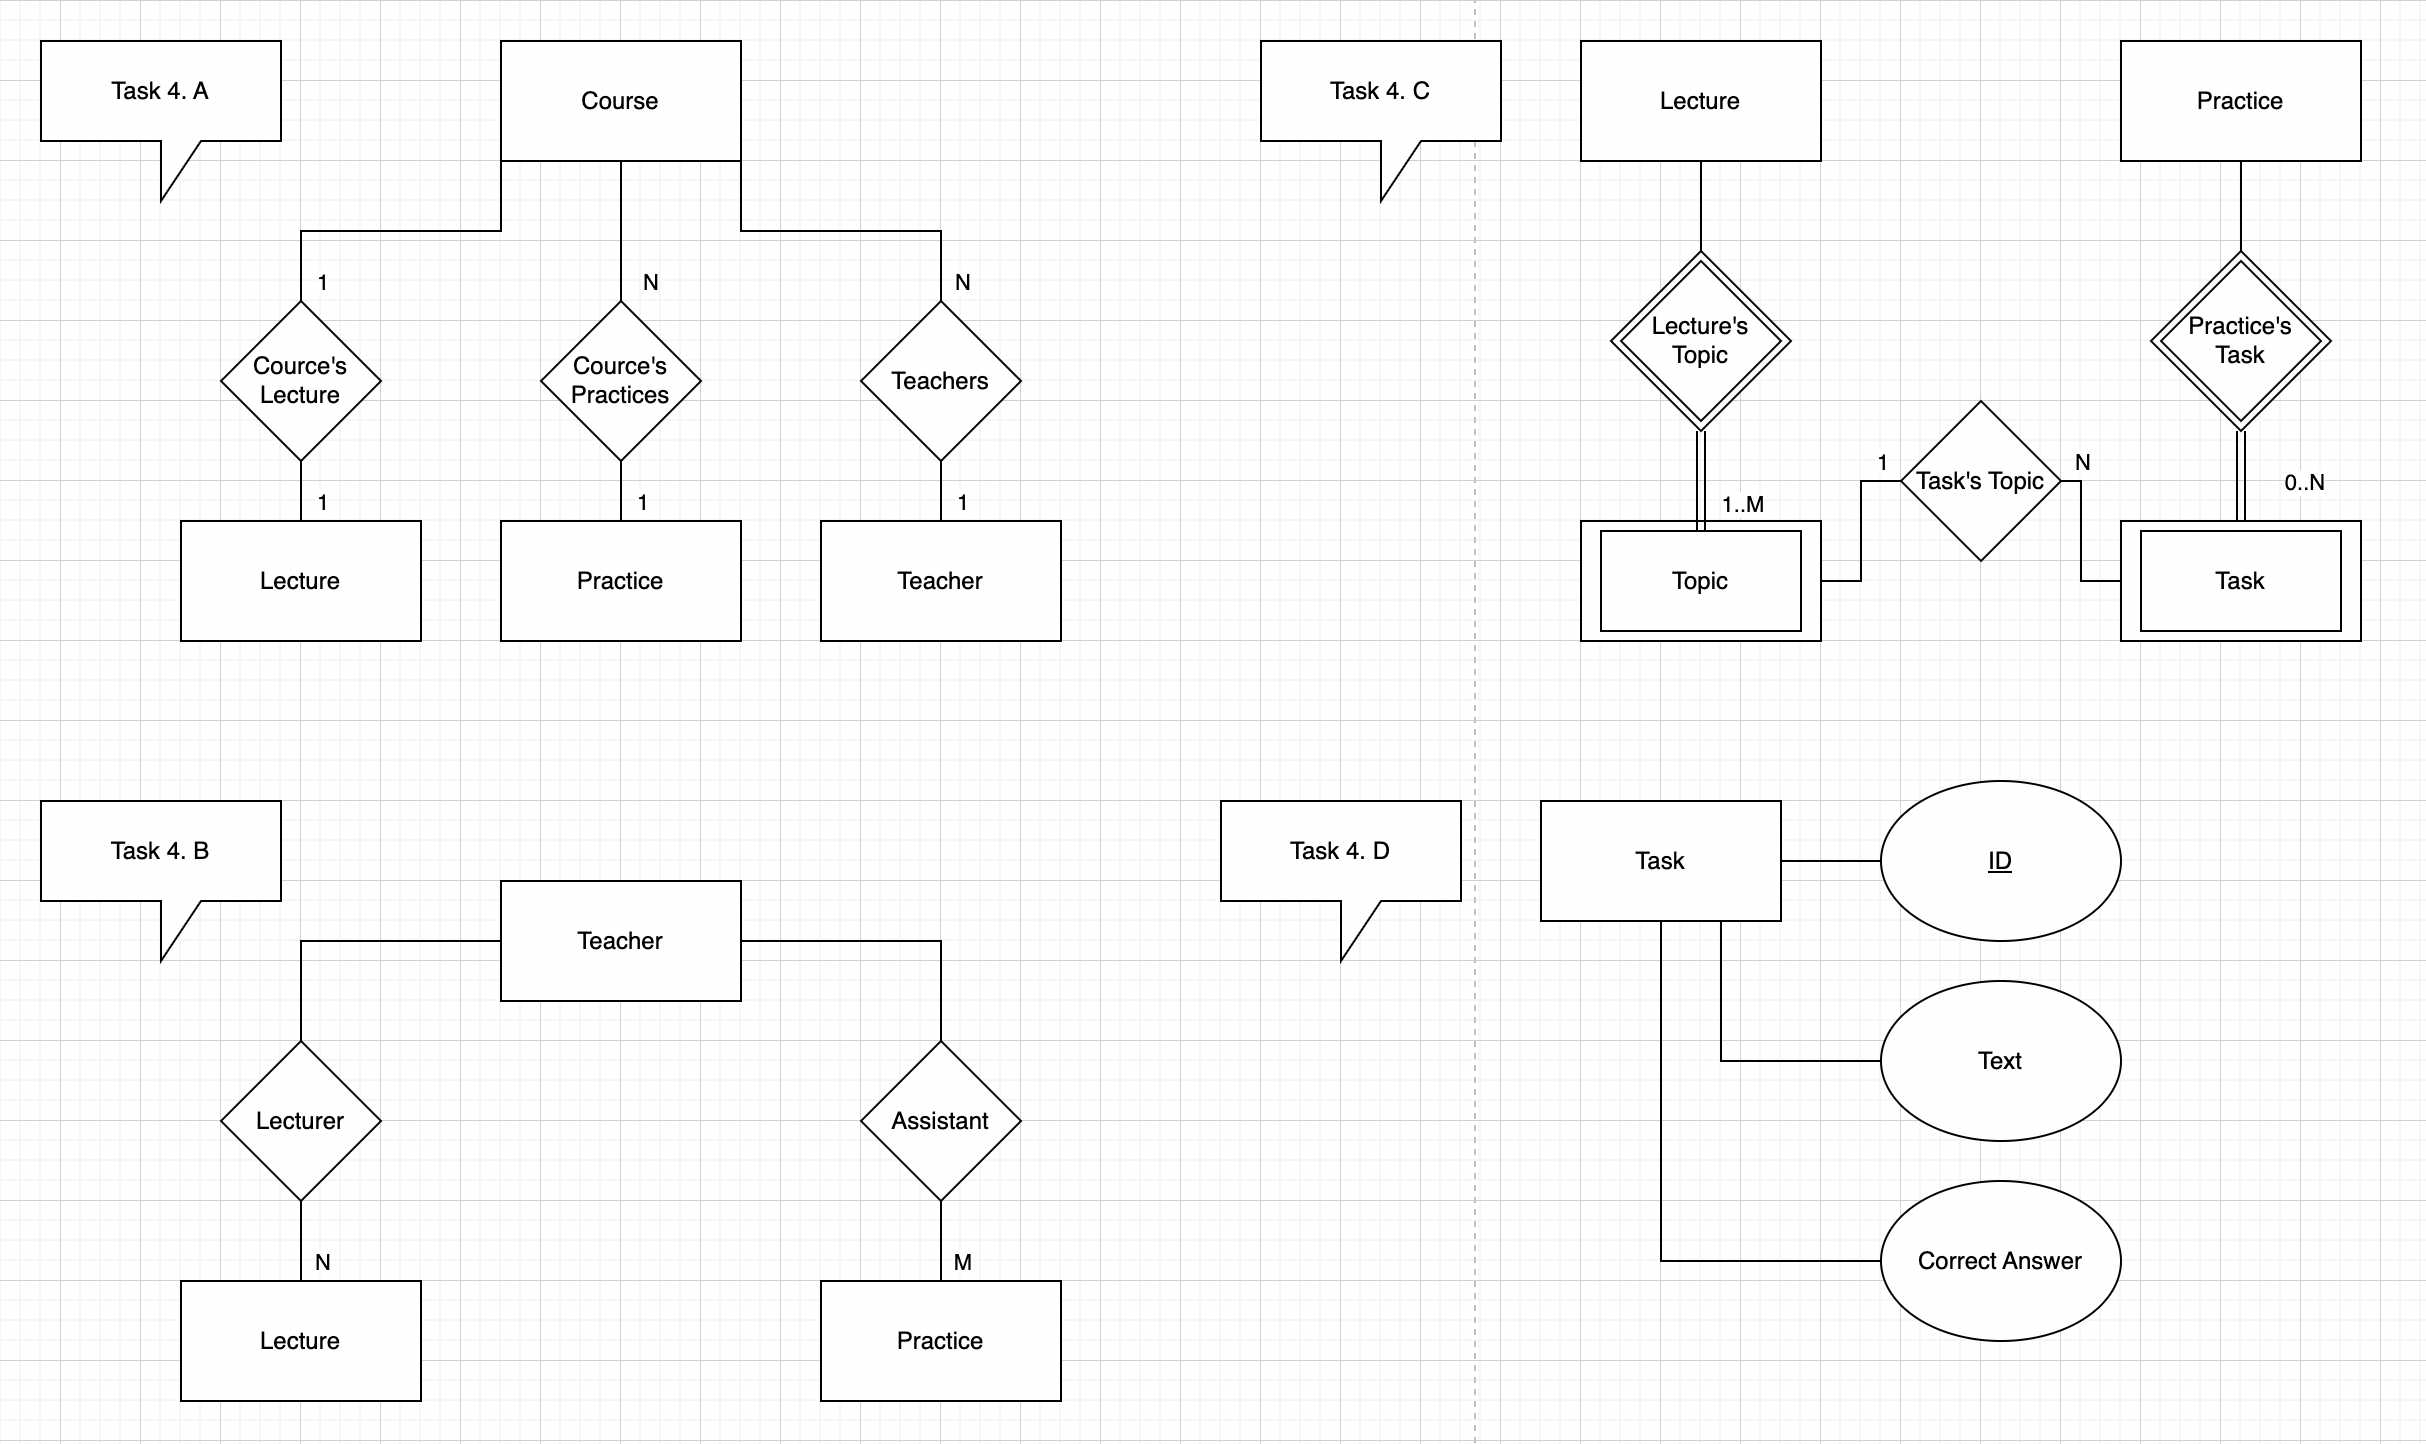 Task 4. A
Course
1
N
N
Cource's
Lecture
Cource's
Practices
Teachers
1
1
1
Lecture
Practice
Teacher
Task 4. C
Lecture
Practice
Lecture's
Topic
Practice's
Task
1
Task's Topic
N
1..M
0..N
Topic
Task
Task 4. B
Teacher
Lecturer
Assistant
N
M
Lecture
Practice
Task 4. D
Task
ID
Text
Correct Answer